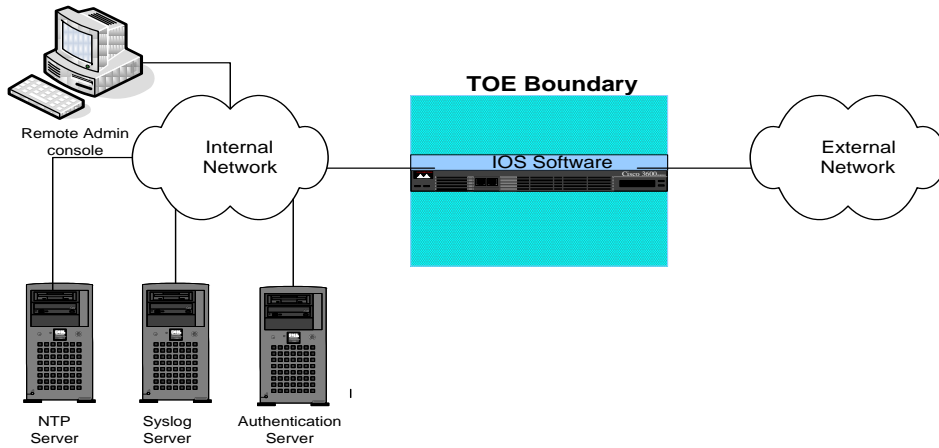 TOE Boundary
Remote Admin
console
Internal
Network
IOS Software
Cisco 3600
External
Network
NTP
Server
Syslog
Server
Authentication
Server